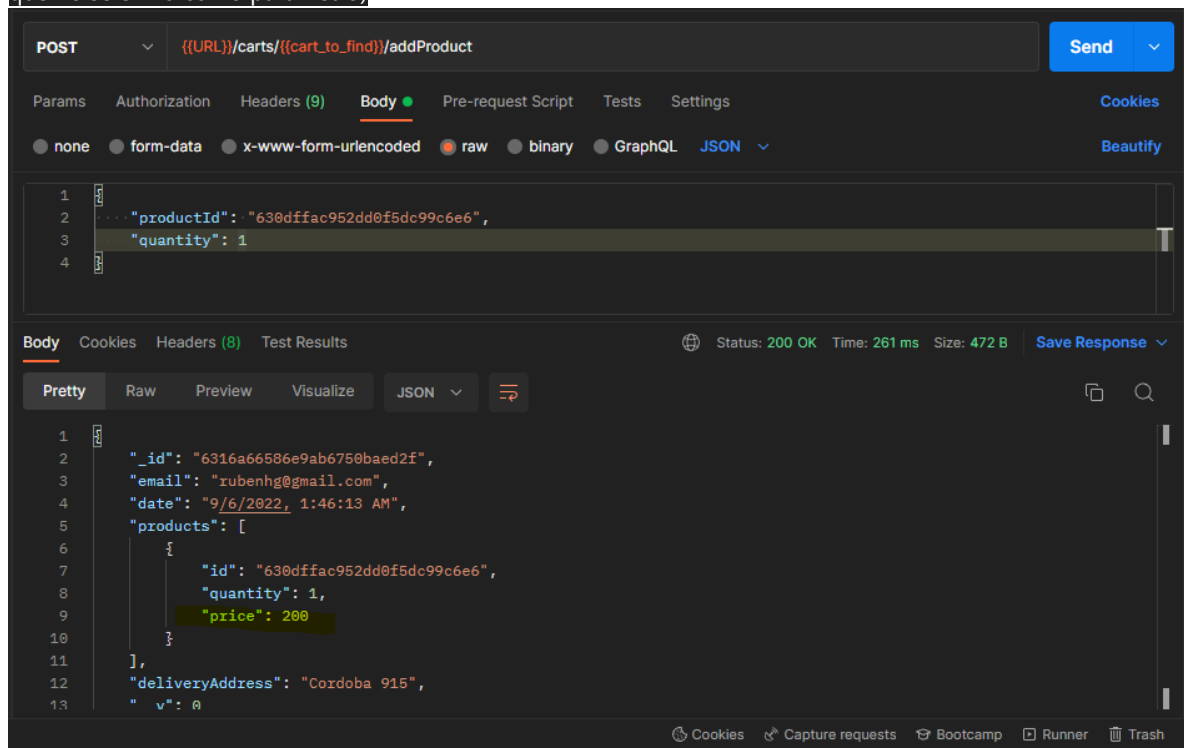 POST {{URL}}/carts/{{cart_to_find}}/addProduct Send
Params Authorization Headers (9) Body Pre-request Script Tests Settings Cookies
none form-data x-www-form-urlencoded raw binary GraphQL JSON Beautify
1 {
2 "productId": "630dffac952dd0f5dc99c6e6",
3 "quantity": 1
4 }
Body Cookies Headers (8) Test Results Status: 200 OK Time: 261 ms Size: 472 B Save Response
Pretty Raw Preview Visualize JSON
1 {
2 "_id": "6316a66586e9ab6750baed2f",
3 "email": "rubenhg@gmail.com",
4 "date": "9/6/2022, 1:46:13 AM",
5 "products": [
6 {
7 "id": "630dffac952dd0f5dc99c6e6",
8 "quantity": 1,
9 "price": 200
10 }
11 ],
12 "deliveryAddress": "Cordoba 915",
13 "__v": 0
Cookies Capture requests Bootcamp Runner Trash